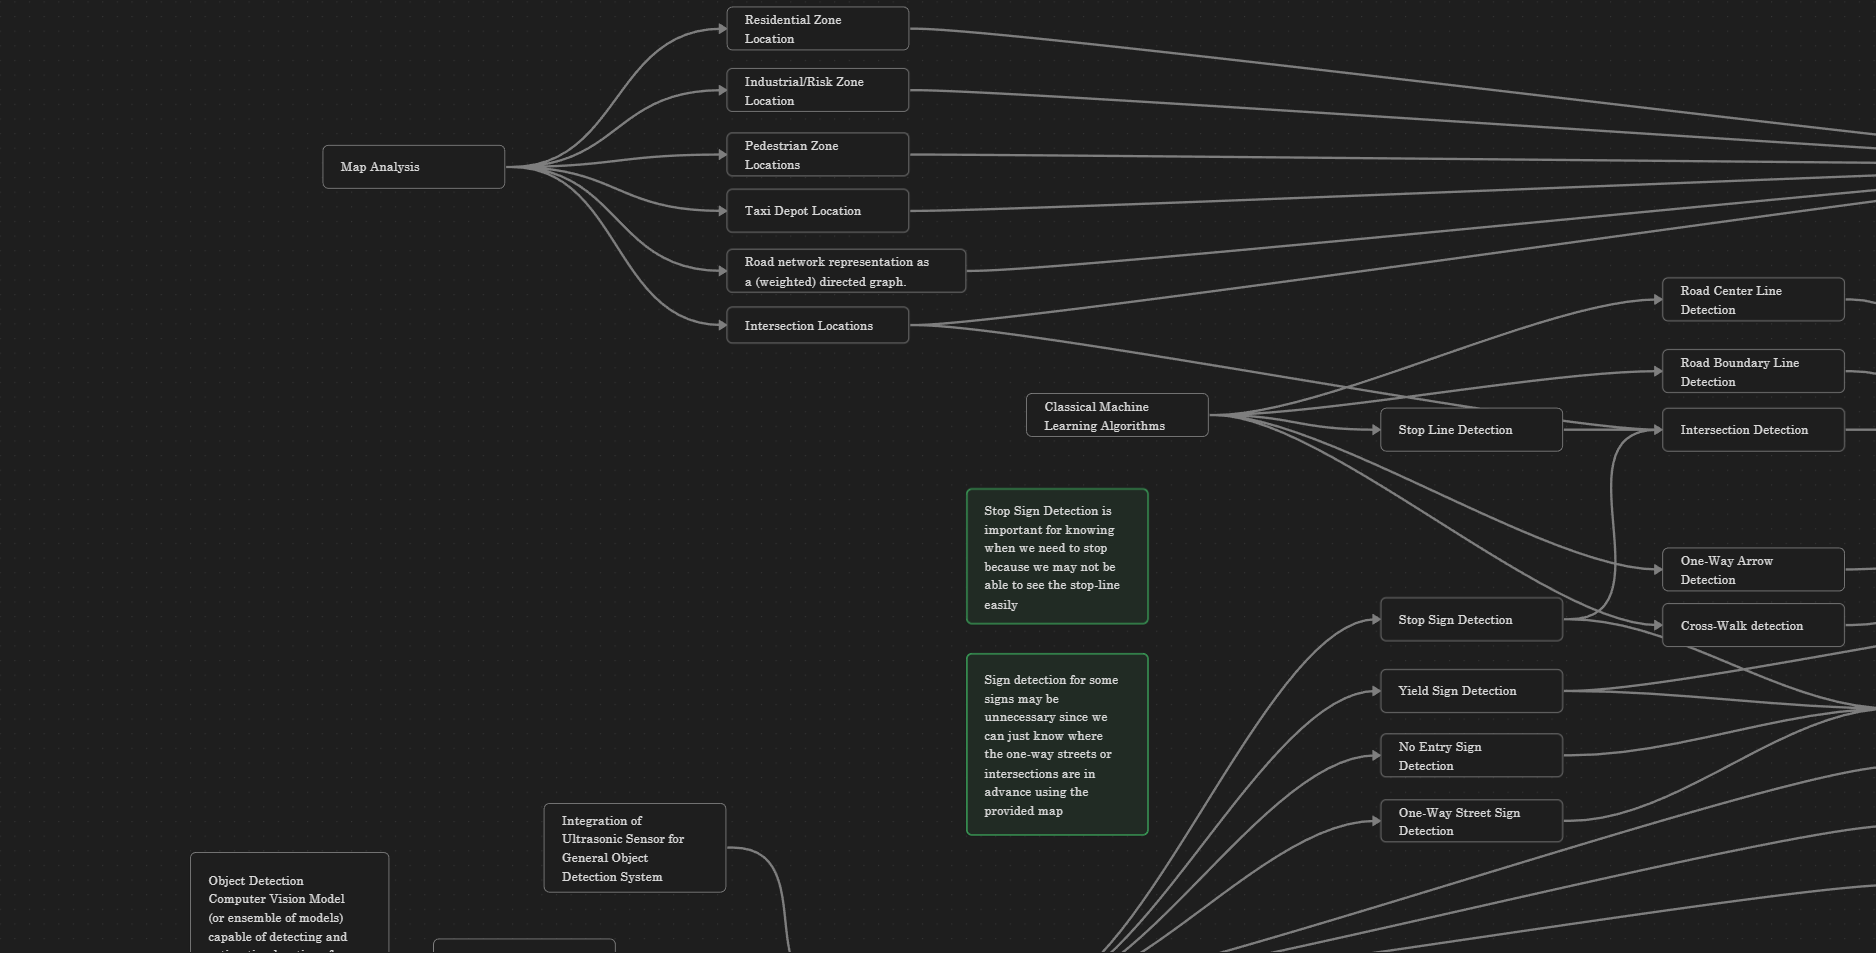 Residential Zone
Location
Industrial/Risk Zone
Location
Pedestrian Zone
Locations
Map Analysis
Taxi Depot Location
Road network representation as
a (weighted) directed graph.
Intersection Locations
Road Center Line
Detection
Road Boundary Line
Detection
Classical Machine
Learning Algorithms
Stop Line Detection
Intersection Detection
Stop Sign Detection is
important for knowing
when we need to stop
because we may not be
able to see the stop-line
easily
One-Way Arrow
Detection
Stop Sign Detection
Cross-Walk detection
Sign detection for some
signs may be
unnecessary since we
can just know where
the one-way streets or
intersections are in
advance using the
provided map
Yield Sign Detection
No Entry Sign
Detection
One-Way Street Sign
Detection
Integration of
Ultrasonic Sensor for
General Object
Detection System
Object Detection
Computer Vision Model
(or ensemble of models)
capable of detecting and